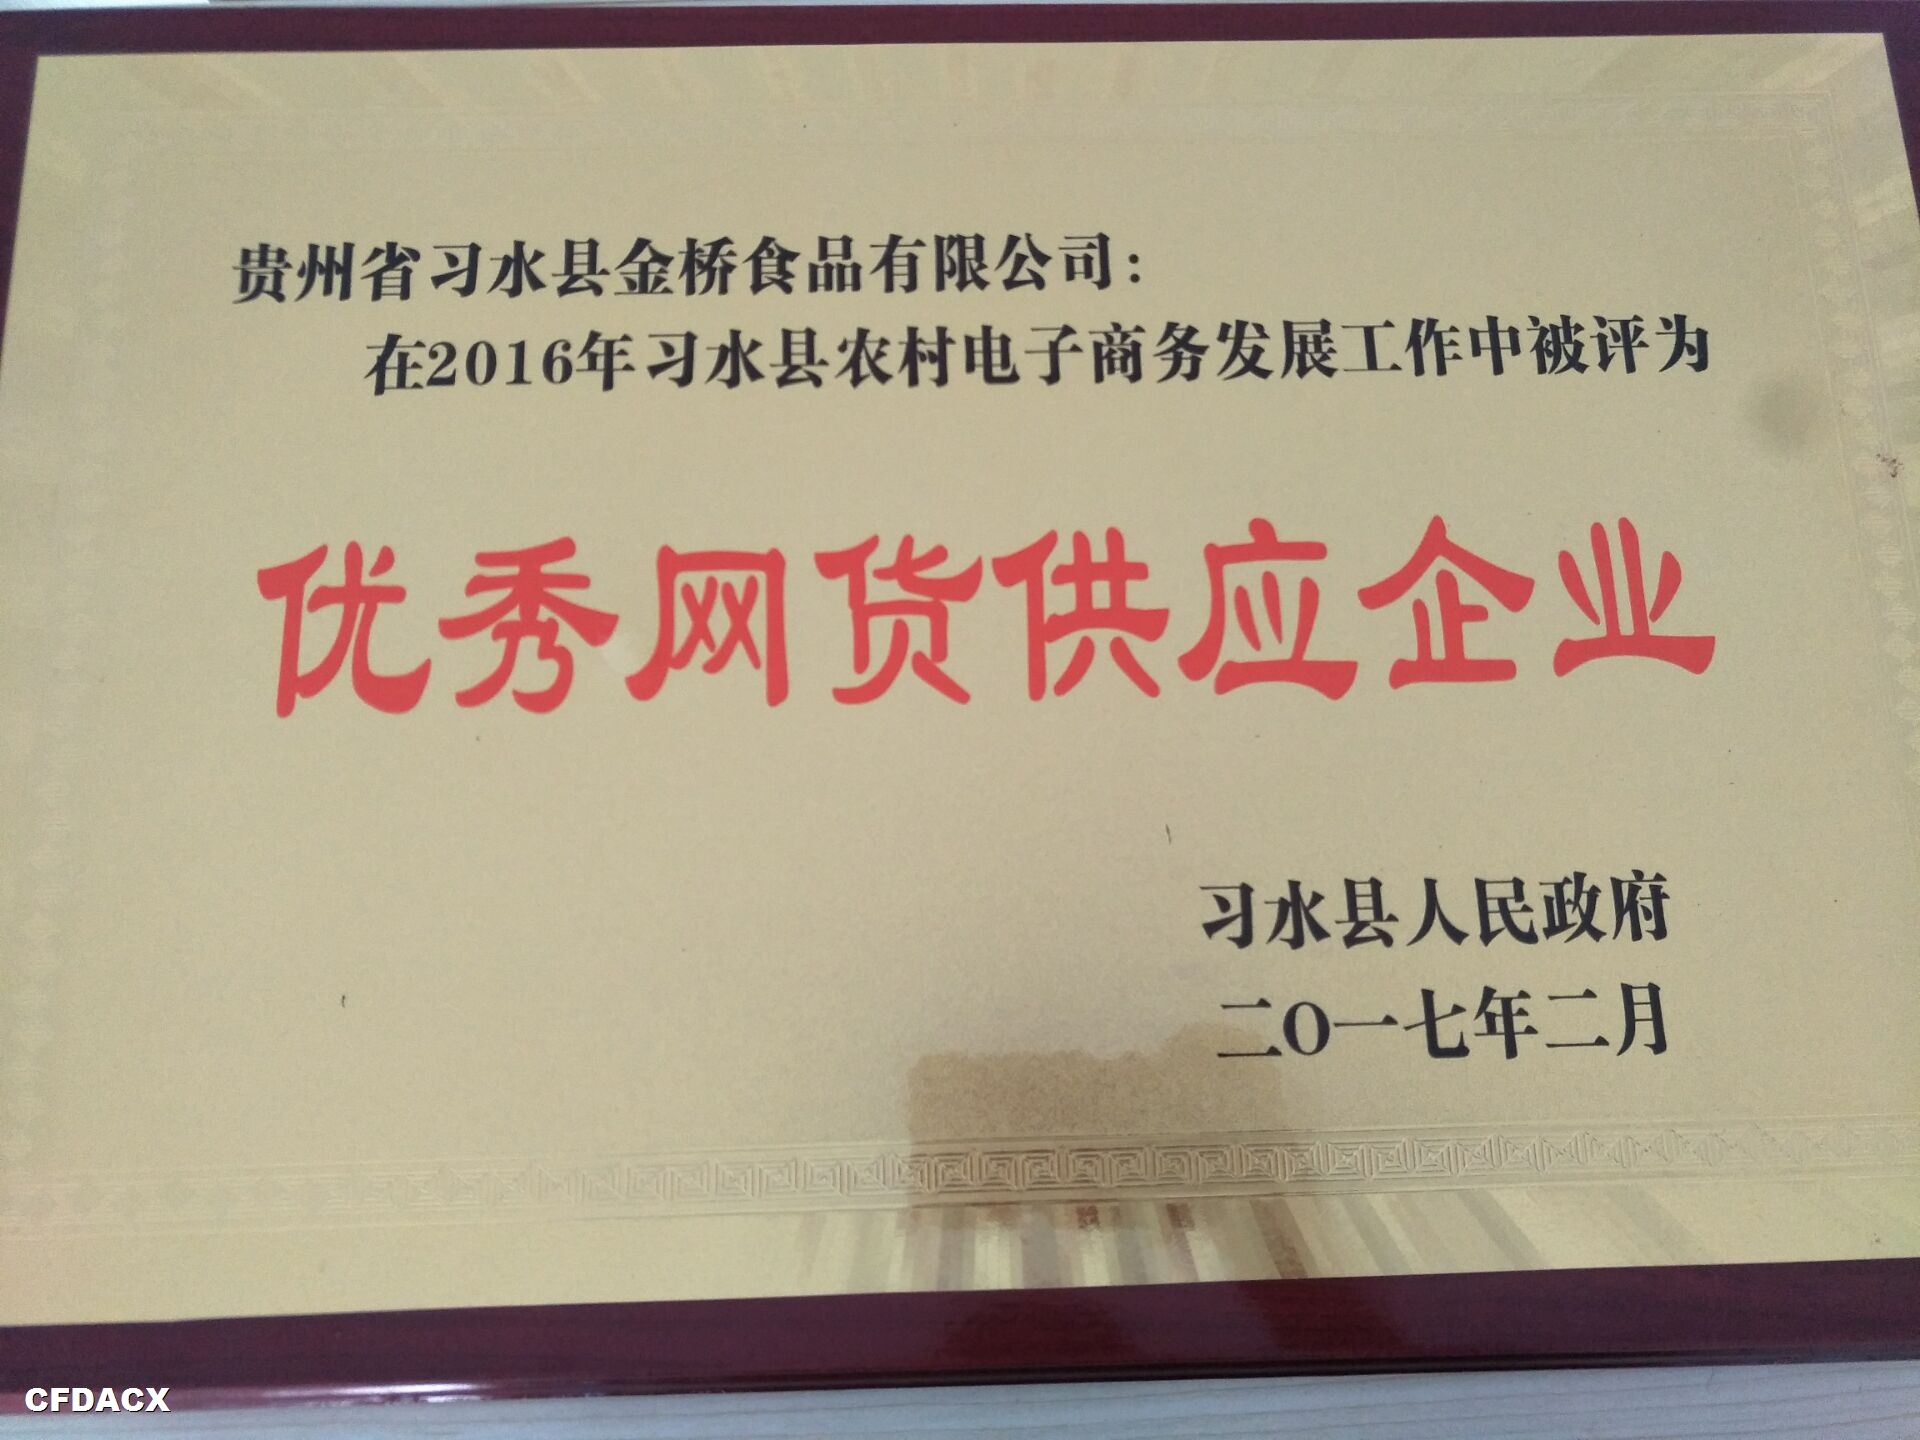 贵州省习水县金桥食品有限公司：
在2016年习水县农村电子商务发展工作中被评为
优秀网货供应企业
习水县人民政府
二〇一七年二月
CFDACX